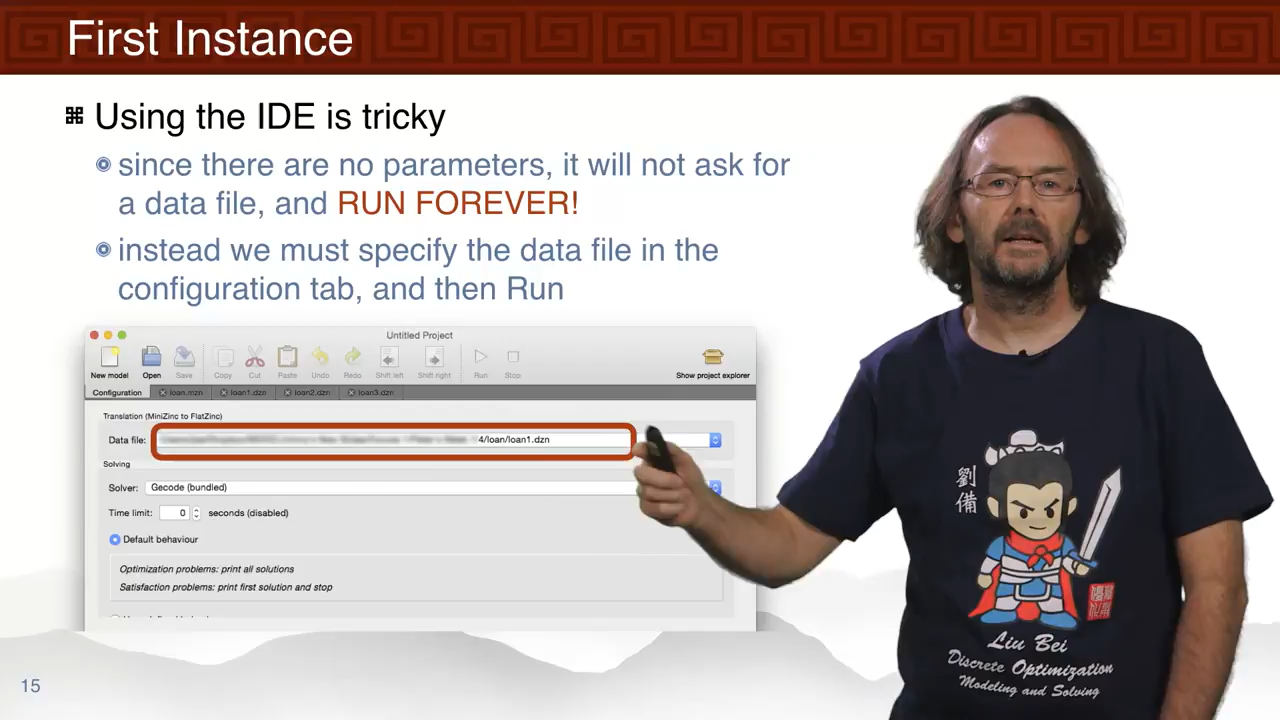 First Instance
Using the IDE is tricky
since there are no parameters, it will not ask for
a data file, and RUN FOREVER!
instead we must specify the data file in the
configuration tab, and then Run
Untitled Project
New model Open Save Copy Cut Paste Undo Redo Shift left Shift right Run Stop Show project explorer
Configuration loan.mzn loan1.dzn loan2.dzn loan3.dzn
Translation (MiniZinc to FlatZinc)
Data file: 4/loan/loan1.dzn
Solving
Solver: Gecode (bundled)
Time limit: 0 seconds (disabled)
Default behaviour
Optimization problems: print all solutions
Satisfaction problems: print first solution and stop
劉備
Liu Bei
Discrete Optimization
Modeling and Solving
15